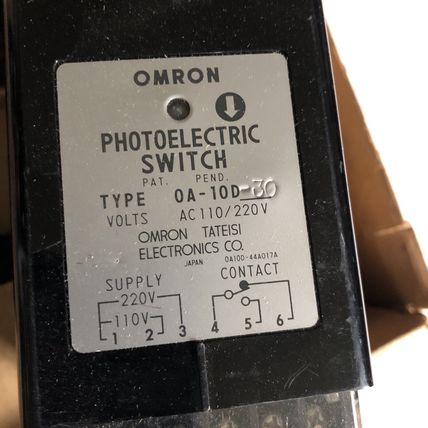 OMRON
PHOTOELECTRIC
SWITCH
PAT. PEND.
TYPE OA-10D-30
VOLTS AC110/220V
OMRON TATEISI
ELECTRONICS CO.
JAPAN OA10D-44A017A
SUPPLY CONTACT
220V
110V
1 2 3 4 5 6